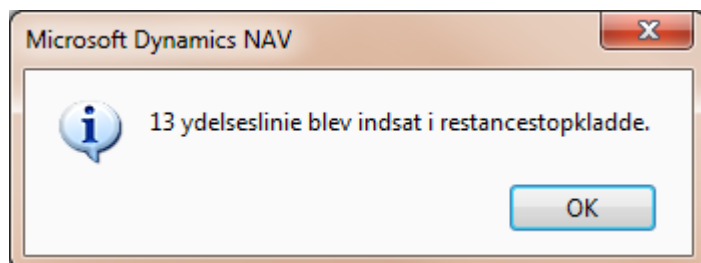 Microsoft Dynamics NAV
13 ydelseslinie blev indsat i restancestopkladde.
OK